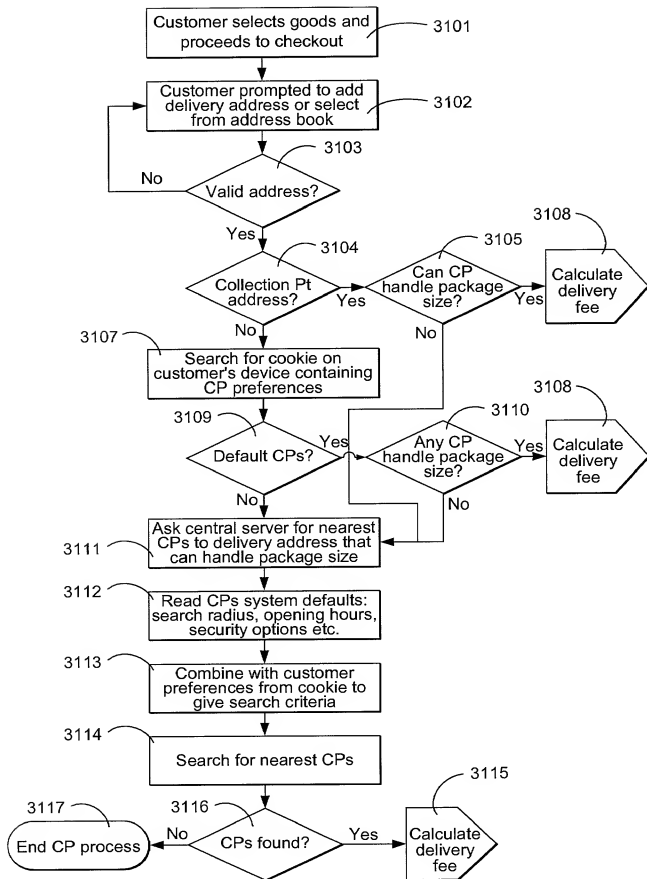 Customer selects goods and
proceeds to checkout
3101
Customer prompted to add
delivery address or select
from address book
3102
3103
No
Valid address?
Yes
3104
3105
3108
Collection Pt
address?
Yes
Can CP
handle package
size?
Yes
Calculate
delivery
fee
No
No
3107
Search for cookie on
customer's device containing
CP preferences
3109
3110
3108
Default CPs?
Yes
Any CP
handle package
size?
Yes
Calculate
delivery
fee
No
No
3111
Ask central server for nearest
CPs to delivery address that
can handle package size
3112
Read CPs system defaults:
search radius, opening hours,
security options etc.
3113
Combine with customer
preferences from cookie to
give search criteria
3114
Search for nearest CPs
3115
3117
3116
End CP process
No
CPs found?
Yes
Calculate
delivery
fee